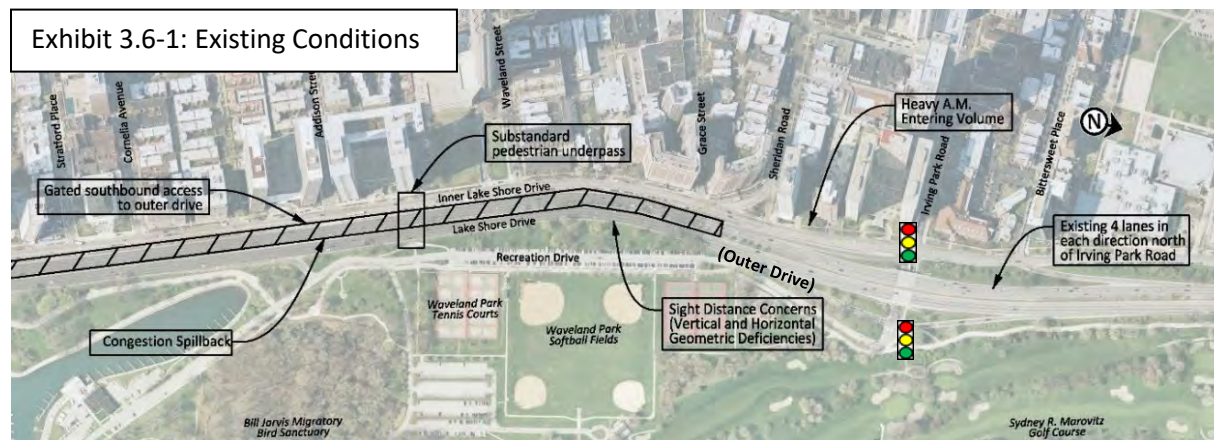 Exhibit 3.6-1: Existing Conditions
Stratford Place
Cornelia Avenue
Addison Street
Waveland Street
Grace Street
Sheridan Road
Irving Park Road
Bittersweet Place
N
Substandard
pedestrian underpass
Heavy A.M.
Entering Volume
Gated southbound access
to outer drive
Inner Lake Shore Drive
Lake Shore Drive
(Outer Drive)
Existing 4 lanes in
each direction north
of Irving Park Road
Recreation Drive
Congestion Spillback
Waveland Park
Tennis Courts
Waveland Park
Softball Fields
Sight Distance Concerns
(Vertical and Horizontal
Geometric Deficiencies)
Bill Jarvis Migratory
Bird Sanctuary
Sydney R. Marovitz
Golf Course